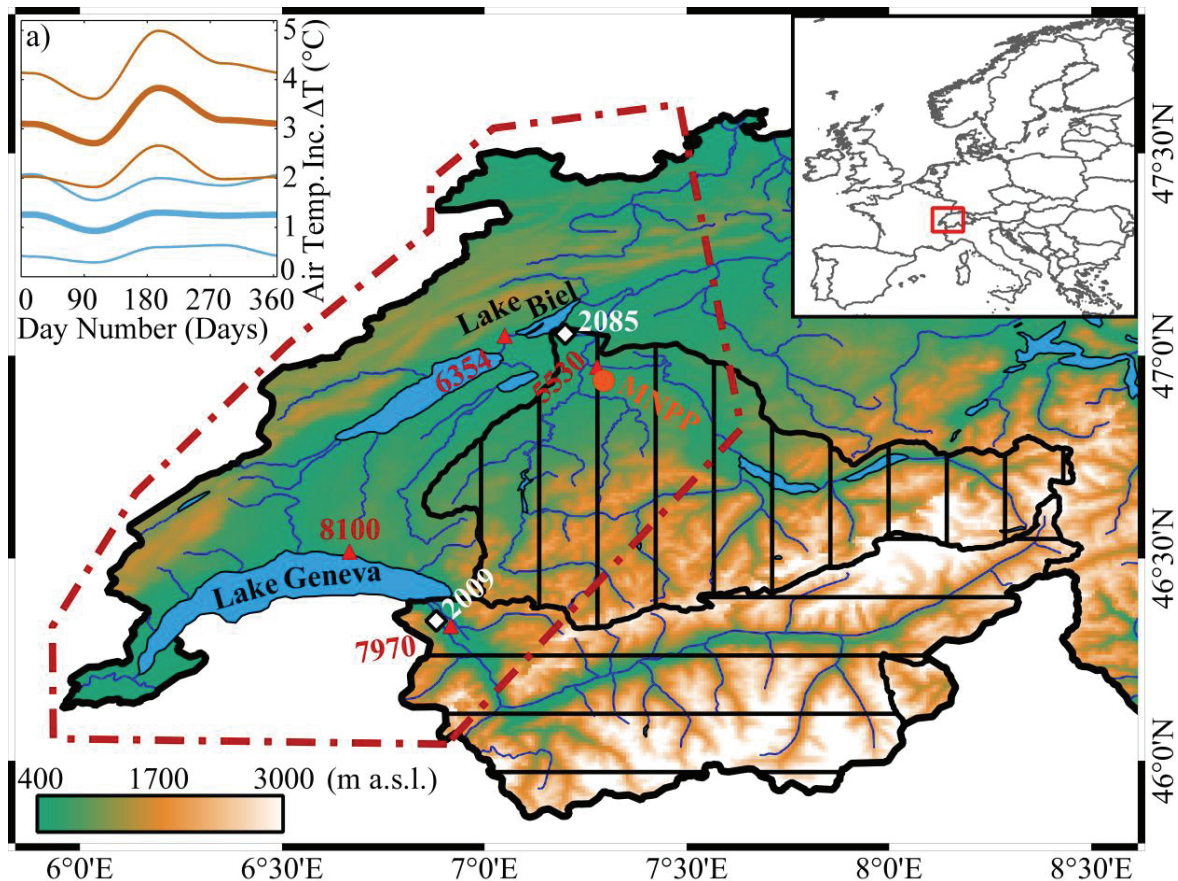 a)
5
4
3
2
1
0
Air Temp. Inc. ΔT (°C)
0 90 180 270 360
Day Number (Days)
47°30'N
47°0'N
46°30'N
46°0'N
Lake Biel
2085
6354
5530
MNPP
8100
Lake Geneva
2009
7970
400 1700 3000 (m a.s.l.)
6°0'E 6°30'E 7°0'E 7°30'E 8°0'E 8°30'E